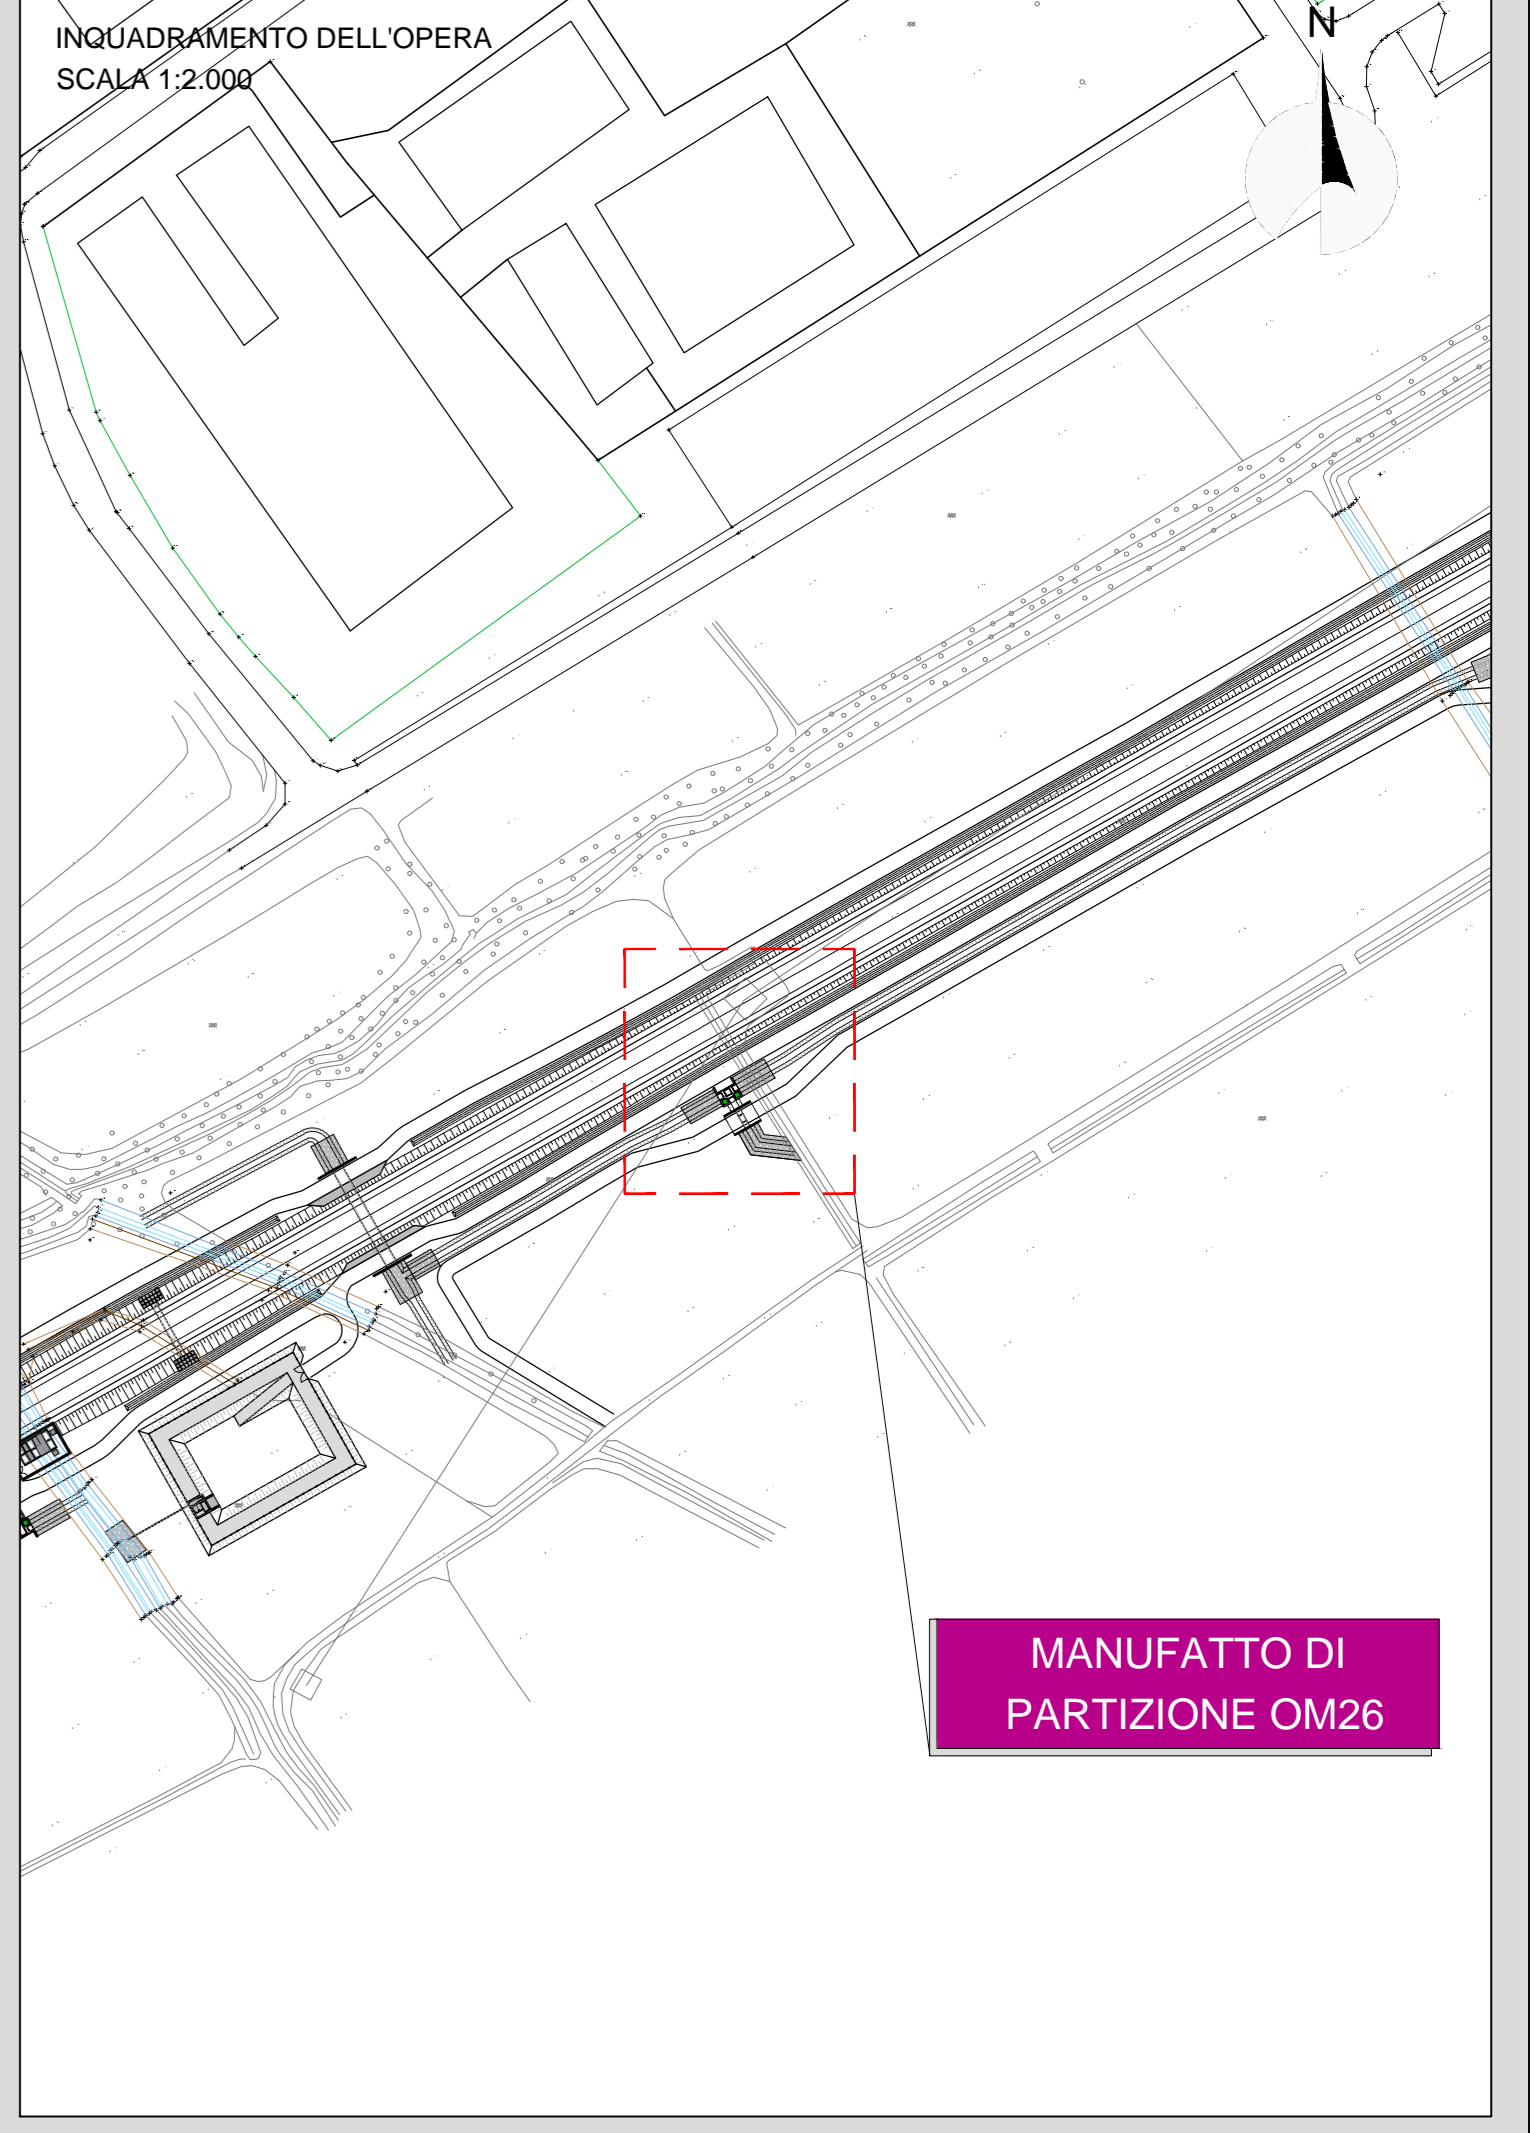 INQUADRAMENTO DELL'OPERA
SCALA 1:2.000
N
MANUFATTO DI
PARTIZIONE OM26